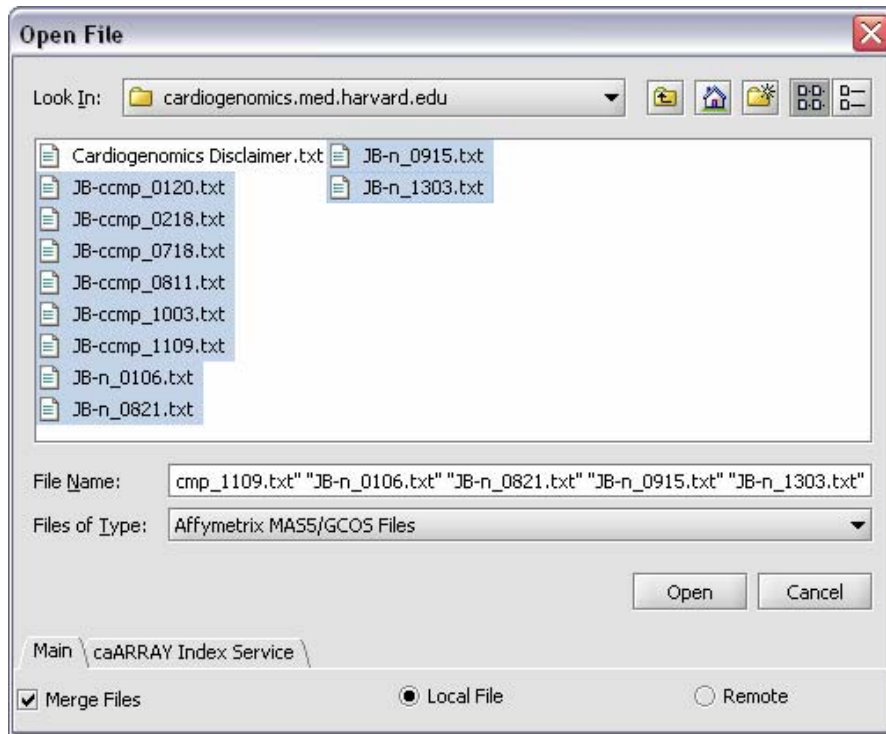 Open File
Look In: cardiogenomics.med.harvard.edu
Cardiogenomics Disclaimer.txt
JB-ccmp_0120.txt
JB-ccmp_0218.txt
JB-ccmp_0718.txt
JB-ccmp_0811.txt
JB-ccmp_1003.txt
JB-ccmp_1109.txt
JB-n_0106.txt
JB-n_0821.txt
JB-n_0915.txt
JB-n_1303.txt
File Name: cmp_1109.txt" "JB-n_0106.txt" "JB-n_0821.txt" "JB-n_0915.txt" "JB-n_1303.txt"
Files of Type: Affymetrix MAS5/GCOS Files
Open Cancel
Main caARRAY Index Service
Merge Files Local File Remote